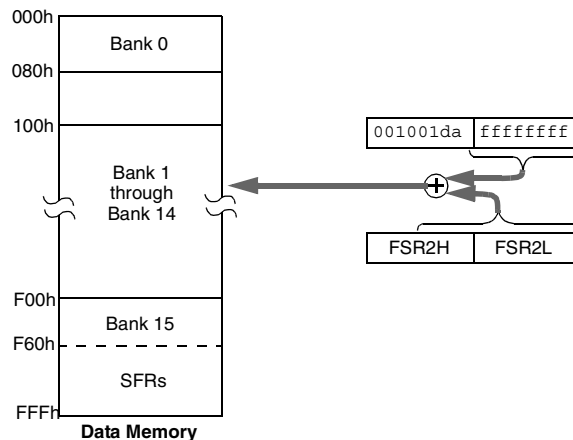 000h
Bank 0
080h
100h
001001da ffffffff
Bank 1
through
Bank 14
FSR2H FSR2L
F00h
Bank 15
F60h
SFRs
FFFh
Data Memory